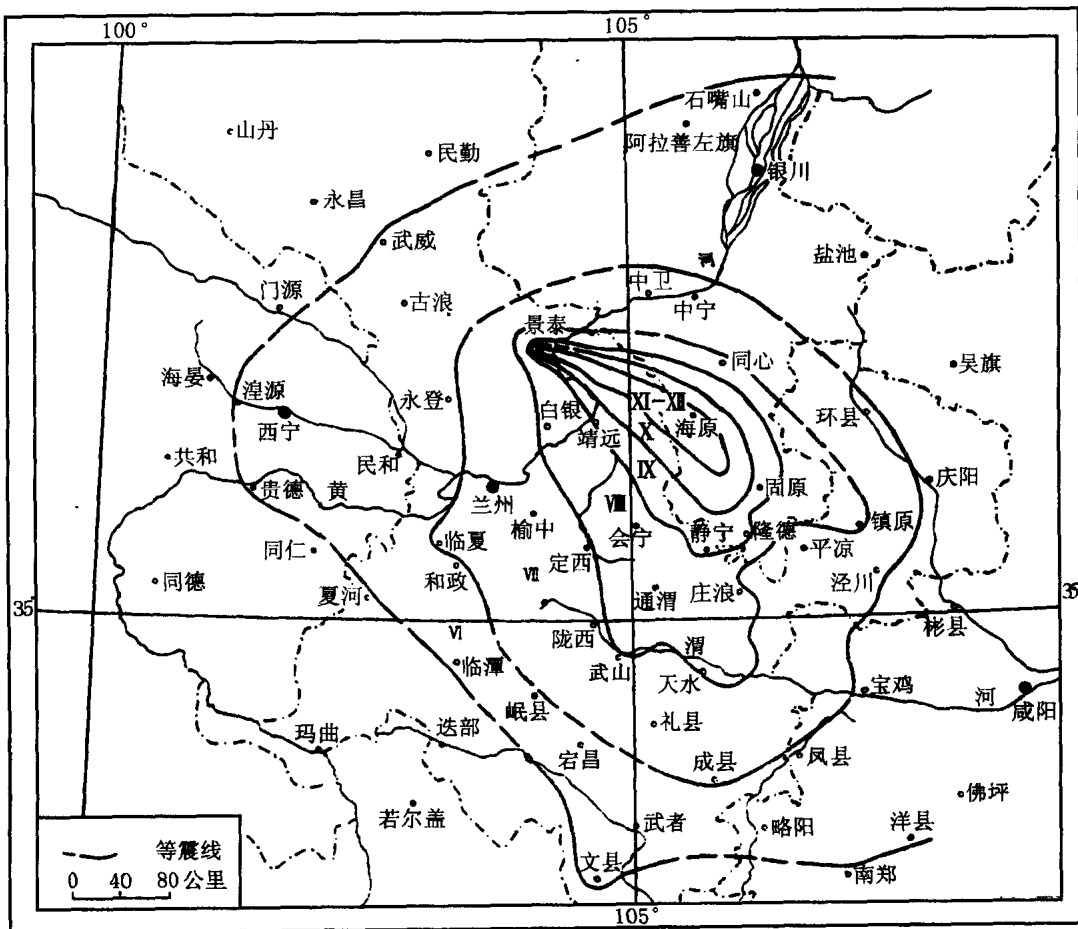 100°
105°
石嘴山
山丹
阿拉善左旗
民勤
银川
永昌
武威
盐池
河
门源
中卫
古浪
中宁
景泰
同心
吴旗
海晏
湟源
永登
白银
Ⅺ-Ⅻ
海原
西宁
靖远
Ⅹ
环县
共和
民和
Ⅸ
贵德
黄
兰州
固原
庆阳
榆中
Ⅷ
会宁
静宁
隆德
镇原
同仁
临夏
定西
平凉
同德
和政
Ⅶ
泾川
夏河
通渭
庄浪
35°
35
彬县
Ⅵ
陇西
渭
临潭
武山
天水
宝鸡
河
咸阳
岷县
礼县
玛曲
迭部
宕昌
成县
凤县
佛坪
若尔盖
武者
略阳
洋县
等震线
文县
南郑
0 40 80公里
105°